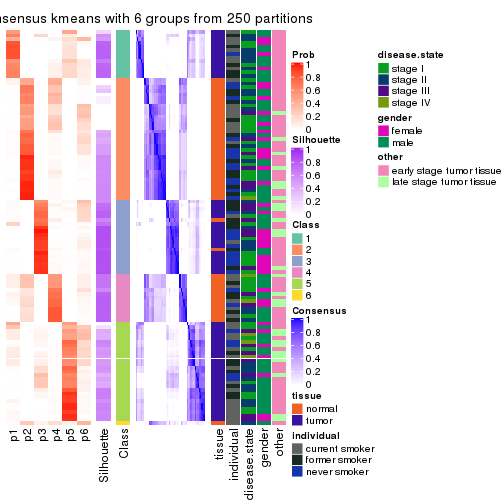 nsensus kmeans with 6 groups from 250 partitions
Prob
1
0.8
0.6
0.4
0.2
0
Silhouette
1
0.8
0.6
0.4
0.2
0
Class
1
2
3
4
5
6
Consensus
1
0.8
0.6
0.4
0.2
0
tissue
normal
tumor
individual
current smoker
former smoker
never smoker
disease.state
stage I
stage II
stage III
stage IV
gender
female
male
other
early stage tumor tissue
late stage tumor tissue
p1
p2
p3
p4
p5
p6
Silhouette
Class
tissue
individual
disease.state
gender
other